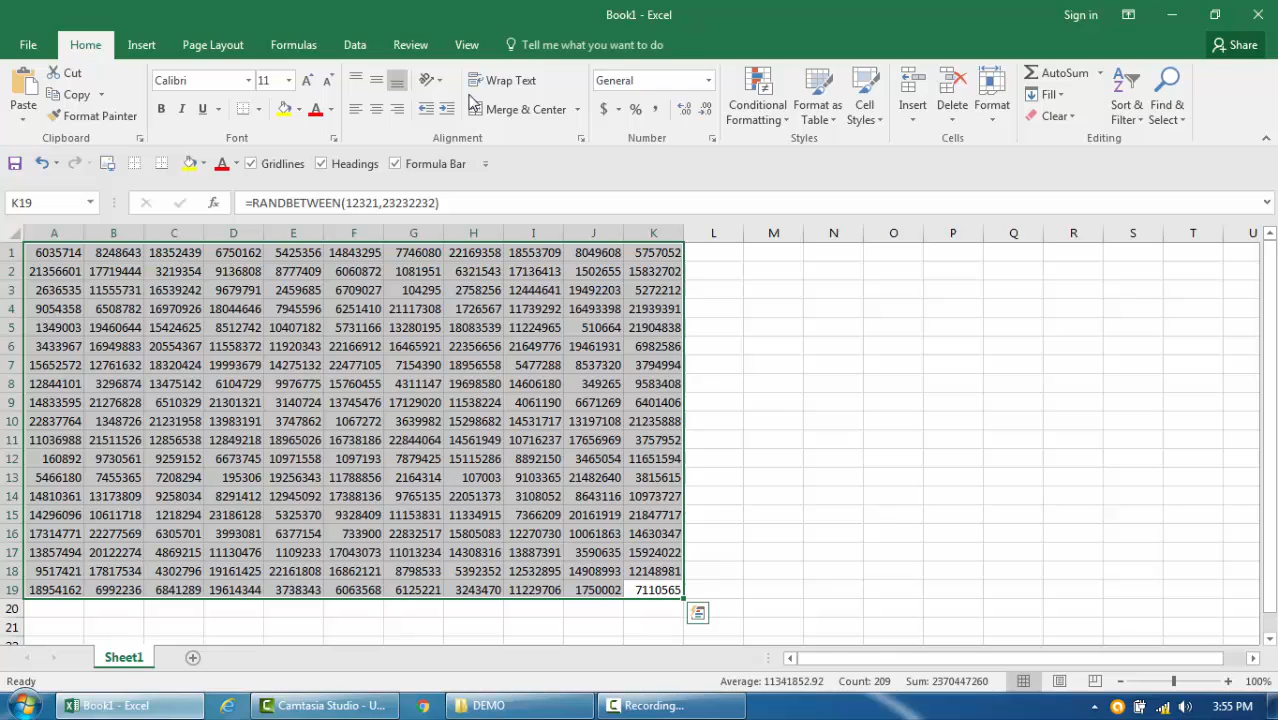 Book1 - Excel
Sign in
File Home Insert Page Layout Formulas Data Review View Tell me what you want to do Share
Paste Cut Copy Format Painter Clipboard
Calibri 11 B I U A Font
Wrap Text Merge & Center Alignment
General $ % , Number
Conditional Formatting Format as Table Cell Styles Styles
Insert Delete Format Cells
AutoSum Fill Clear Sort & Filter Find & Select Editing
Gridlines Headings Formula Bar
K19 fx =RANDBETWEEN(12321,23232232)
A B C D E F G H I J K L M N O P Q R S T U
1 6035714 8248643 18352439 6750162 5425356 14843295 7746080 22169358 18553709 8049608 5757052
2 21356601 17719444 3219354 9136808 8777409 6060872 1081951 6321543 17136413 1502655 15832702
3 2636535 11555731 16539242 9679791 2459685 6709027 104295 2758256 12444641 19492203 5272212
4 9054358 6508782 16970926 18044646 7945596 6251410 21117308 1726567 11739292 16493398 21939391
5 1349003 19460644 15424625 8512742 10407182 5731166 13280195 18083539 11224965 510664 21904838
6 3433967 16949883 20554367 11558372 11920343 22166912 16465921 22356656 21649776 19461931 6982586
7 15652572 12761632 18320424 19993679 14275132 22477105 7154390 18956558 5477288 8537320 3794994
8 12844101 3296874 13475142 6104729 9976775 15760455 4311147 19698580 14606180 349265 9583408
9 14833595 21276828 6510329 21301321 3140724 13745476 17129020 11538224 4061190 6671269 6401406
10 22837764 1348726 21231958 13983191 3747862 1067272 3639982 15298682 14531717 13197108 21235888
11 11036988 21511526 12856538 12849218 18965026 16738186 22844064 14561949 10716237 17656969 3757952
12 160892 9730561 9259152 6673745 10971558 1097193 7879425 15115286 8892150 3465054 11651594
13 5466180 7455365 7208294 195306 19256343 11788856 2164314 107003 9103365 21482640 3815615
14 14810361 13173809 9258034 8291412 12945092 17388136 9765135 22051373 3108052 8643116 10973727
15 14296096 10611718 1218294 23186128 5325370 9328409 11153831 11334915 7366209 20161919 21847717
16 17314771 22277569 6305701 3993081 6377154 733900 22832517 15805083 12270730 10061863 14630347
17 13857494 20122274 4869215 11130476 1109233 17043073 11013234 14308316 13887391 3590635 15924022
18 9517421 17817534 4302796 19161425 22161808 16862121 8798533 5392352 12532895 14908993 12148981
19 18954162 6992236 6841289 19614344 3738343 6063568 6125221 3243470 11229706 1750002 7110565
20
21
Sheet1
Ready Average: 11341852.92 Count: 209 Sum: 2370447260 100%
Book1 - Excel Camtasia Studio - U... DEMO Recording... 3:55 PM